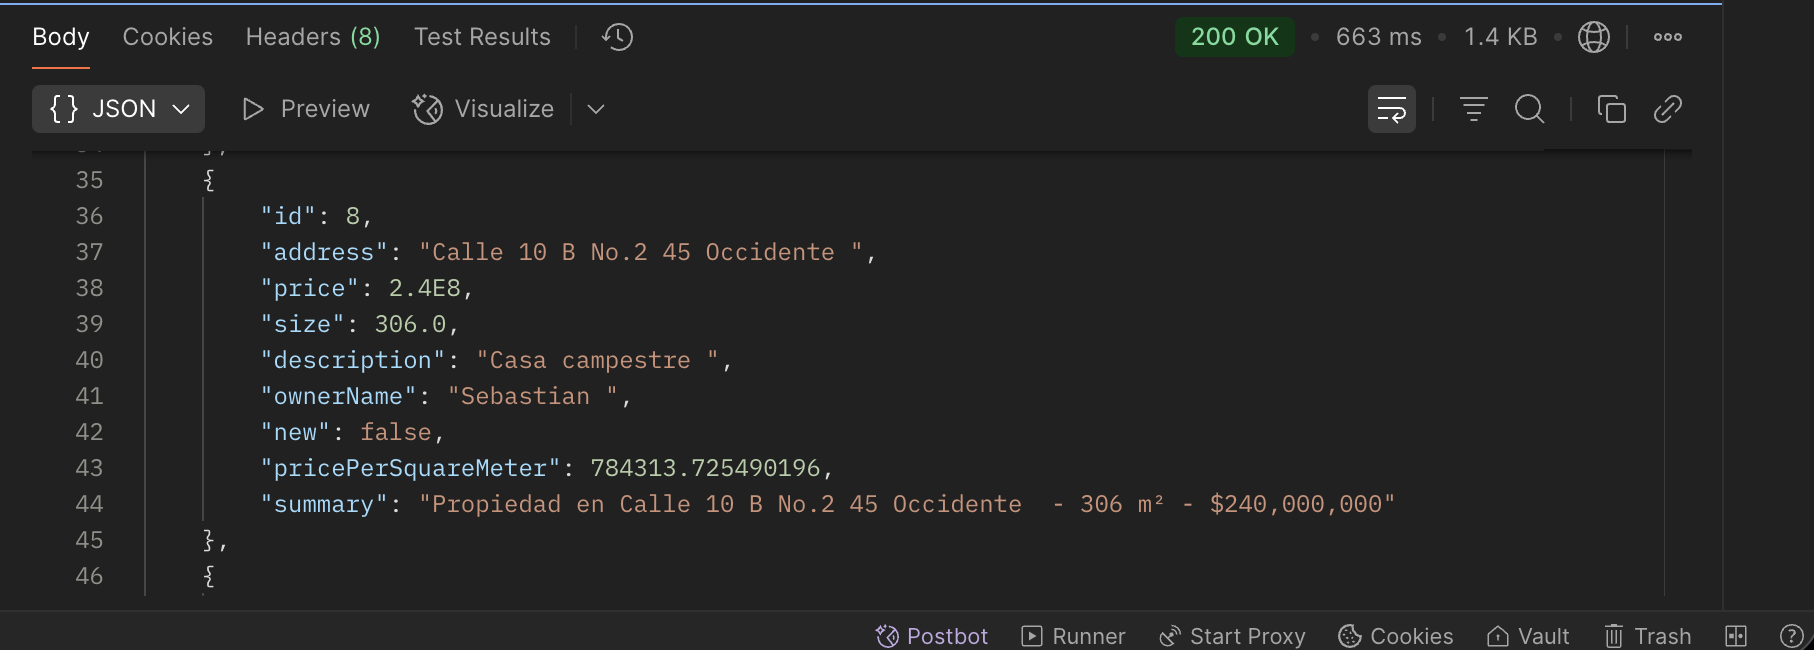 Body Cookies Headers (8) Test Results 200 OK • 663 ms • 1.4 KB •
{ } JSON Preview Visualize
35 {
36 "id": 8,
37 "address": "Calle 10 B No.2 45 Occidente ",
38 "price": 2.4E8,
39 "size": 306.0,
40 "description": "Casa campestre ",
41 "ownerName": "Sebastian ",
42 "new": false,
43 "pricePerSquareMeter": 784313.725490196,
44 "summary": "Propiedad en Calle 10 B No.2 45 Occidente  - 306 m² - $240,000,000"
45 },
46 {
Postbot Runner Start Proxy Cookies Vault Trash